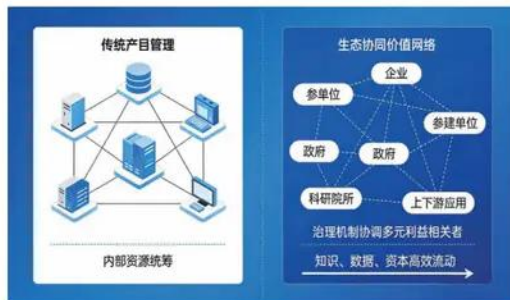 传统产目管理
内部资源统筹
生态协同价值网络
企业
参单位
参建单位
政府
政府
科研院所
上下游应用
治理机制协调多元利益相关者
知识、数据、资本高效流动